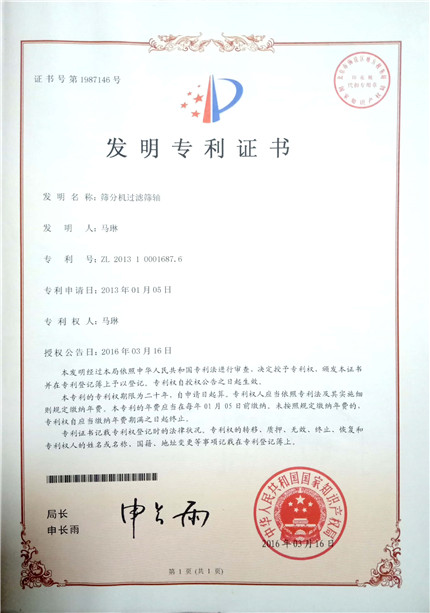 证书号第1987146号
发明专利证书
发 明 名 称：筛分机过滤筛轴
发 明 人：马琳
专 利 号：ZL 2013 1 0001687.6
专利申请日：2013年01月05日
专 利 权 人：马琳
授权公告日：2016年03月16日
本发明经过本局依照中华人民共和国专利法进行审查，决定授予专利权，颁发本证书
并在专利登记簿上予以登记。专利权自授权公告之日起生效。
本专利的专利权期限为二十年，自申请日起算。专利权人应当依照专利法及其实施细
则规定缴纳年费。本专利的年费应当在每年01月05日前缴纳。未按照规定缴纳年费的，
专利权自应当缴纳年费期满之日起终止。
专利证书记载专利权登记时的法律状况。专利权的转移、质押、无效、终止、恢复和
专利权人的姓名或名称、国籍、地址变更等事项记载在专利登记簿上。
局长
申长雨
申长雨
中华人民共和国国家知识产权局
2016年03月16日
第 1 页 (共 1 页)